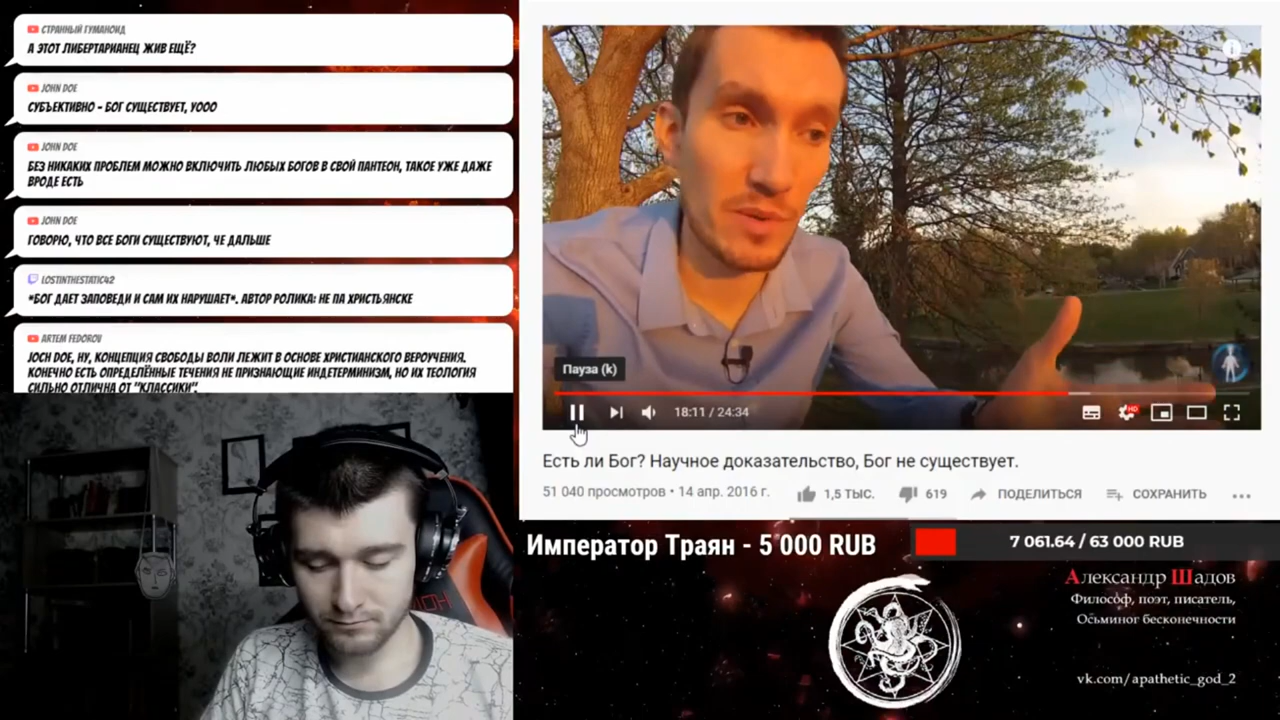 СТРАННЫЙ ГУМАНОИД
А ЭТОТ ЛИБЕРТАРИАНЕЦ ЖИВ ЕЩЁ?
JOHN DOE
СУБЪЕКТИВНО - БОГ СУЩЕСТВУЕТ, УООО
JOHN DOE
БЕЗ НИКАКИХ ПРОБЛЕМ МОЖНО ВКЛЮЧИТЬ ЛЮБЫХ БОГОВ В СВОЙ ПАНТЕОН, ТАКОЕ УЖЕ ДАЖЕ
ВРОДЕ ЕСТЬ
JOHN DOE
ГОВОРЮ, ЧТО ВСЕ БОГИ СУЩЕСТВУЮТ, ЧЕ ДАЛЬШЕ
LOSTINTHESTATIC42
"БОГ ДАЕТ ЗАПОВЕДИ И САМ ИХ НАРУШАЕТ". АВТОР РОЛИКА: НЕ ПА ХРИСТЬЯНСКЕ
ARTEM FEDOROV
JOCH DOE, НУ, КОНЦЕПЦИЯ СВОБОДЫ ВОЛИ ЛЕЖИТ В ОСНОВЕ ХРИСТИАНСКОГО ВЕРОУЧЕНИЯ.
КОНЕЧНО ЕСТЬ ОПРЕДЕЛЁННЫЕ ТЕЧЕНИЯ НЕ ПРИЗНАЮЩИЕ ИНДЕТЕРМИНИЗМ, НО ИХ ТЕОЛОГИЯ
СИЛЬНО ОТЛИЧНА ОТ "КЛАССИКИ".
Пауза (k)
18:11 / 24:34
HD
Есть ли Бог? Научное доказательство, Бог не существует.
51 040 просмотров • 14 апр. 2016 г.
1,5 ТЫС.
619
ПОДЕЛИТЬСЯ
СОХРАНИТЬ
Император Траян - 5 000 RUB
7 061.64 / 63 000 RUB
Александр Шадов
Философ, поэт, писатель,
Осьминог бесконечности
vk.com/apathetic_god_2